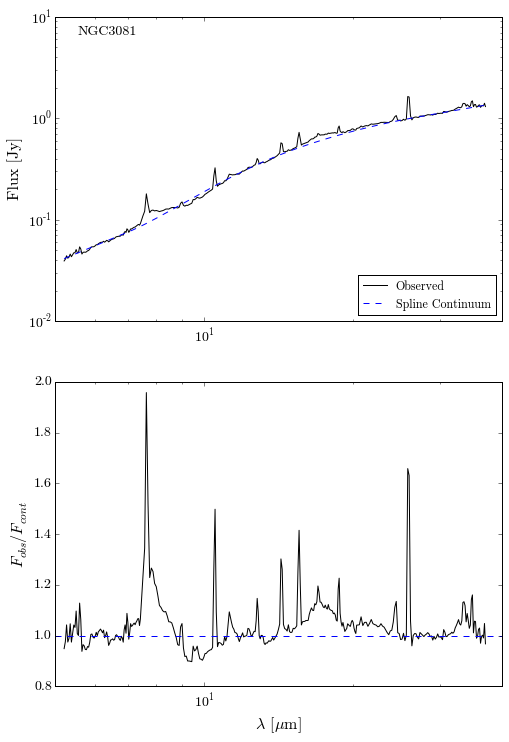 NGC3081
10^1
10^0
10^-1
10^-2
Flux [Jy]
Observed
Spline Continuum
10^1
2.0
1.8
1.6
1.4
1.2
1.0
0.8
F_obs/F_cont
10^1
λ [μm]